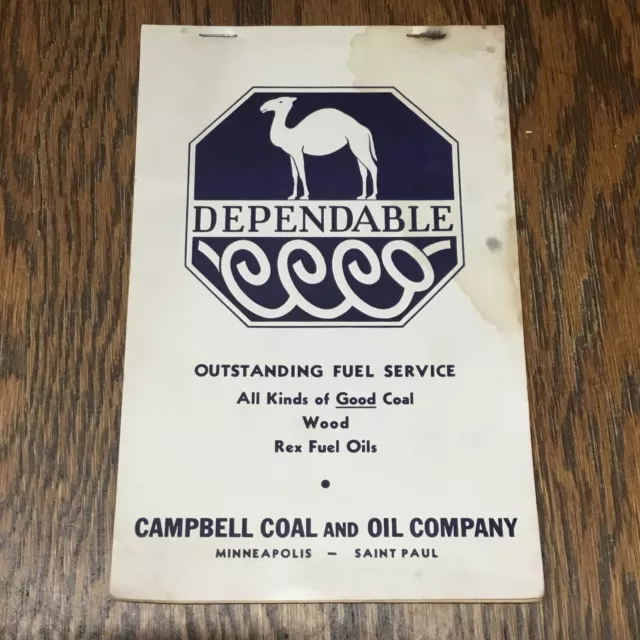 DEPENDABLE
CCCO
OUTSTANDING FUEL SERVICE
All Kinds of Good Coal
Wood
Rex Fuel Oils
•
CAMPBELL COAL AND OIL COMPANY
MINNEAPOLIS – SAINT PAUL